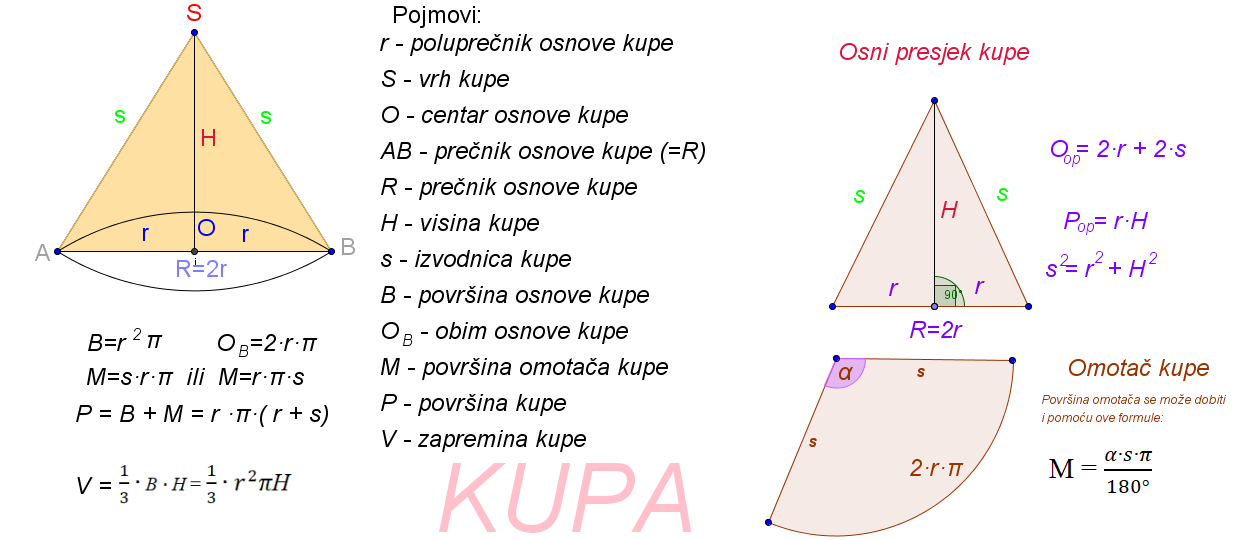 S
s
s
H
O
r
r
A
B
R=2r
B=r² π
O_B=2·r·π
M=s·r·π ili M=r·π·s
P = B + M = r ·π·( r + s)
V = 1/3 · B · H = 1/3 · r²πH
Pojmovi:
r - poluprečnik osnove kupe
S - vrh kupe
O - centar osnove kupe
AB - prečnik osnove kupe (=R)
R - prečnik osnove kupe
H - visina kupe
s - izvodnica kupe
B - površina osnove kupe
O_B - obim osnove kupe
M - površina omotača kupe
P - površina kupe
V - zapremina kupe
KUPA
Osni presjek kupe
s
s
H
r
r
90°
R=2r
O_op= 2·r + 2·s
P_op= r·H
s²= r² + H²
α
s
s
2·r·π
Omotač kupe
Površina omotača se može dobiti
i pomoću ove formule:
M = α·s·π/180°